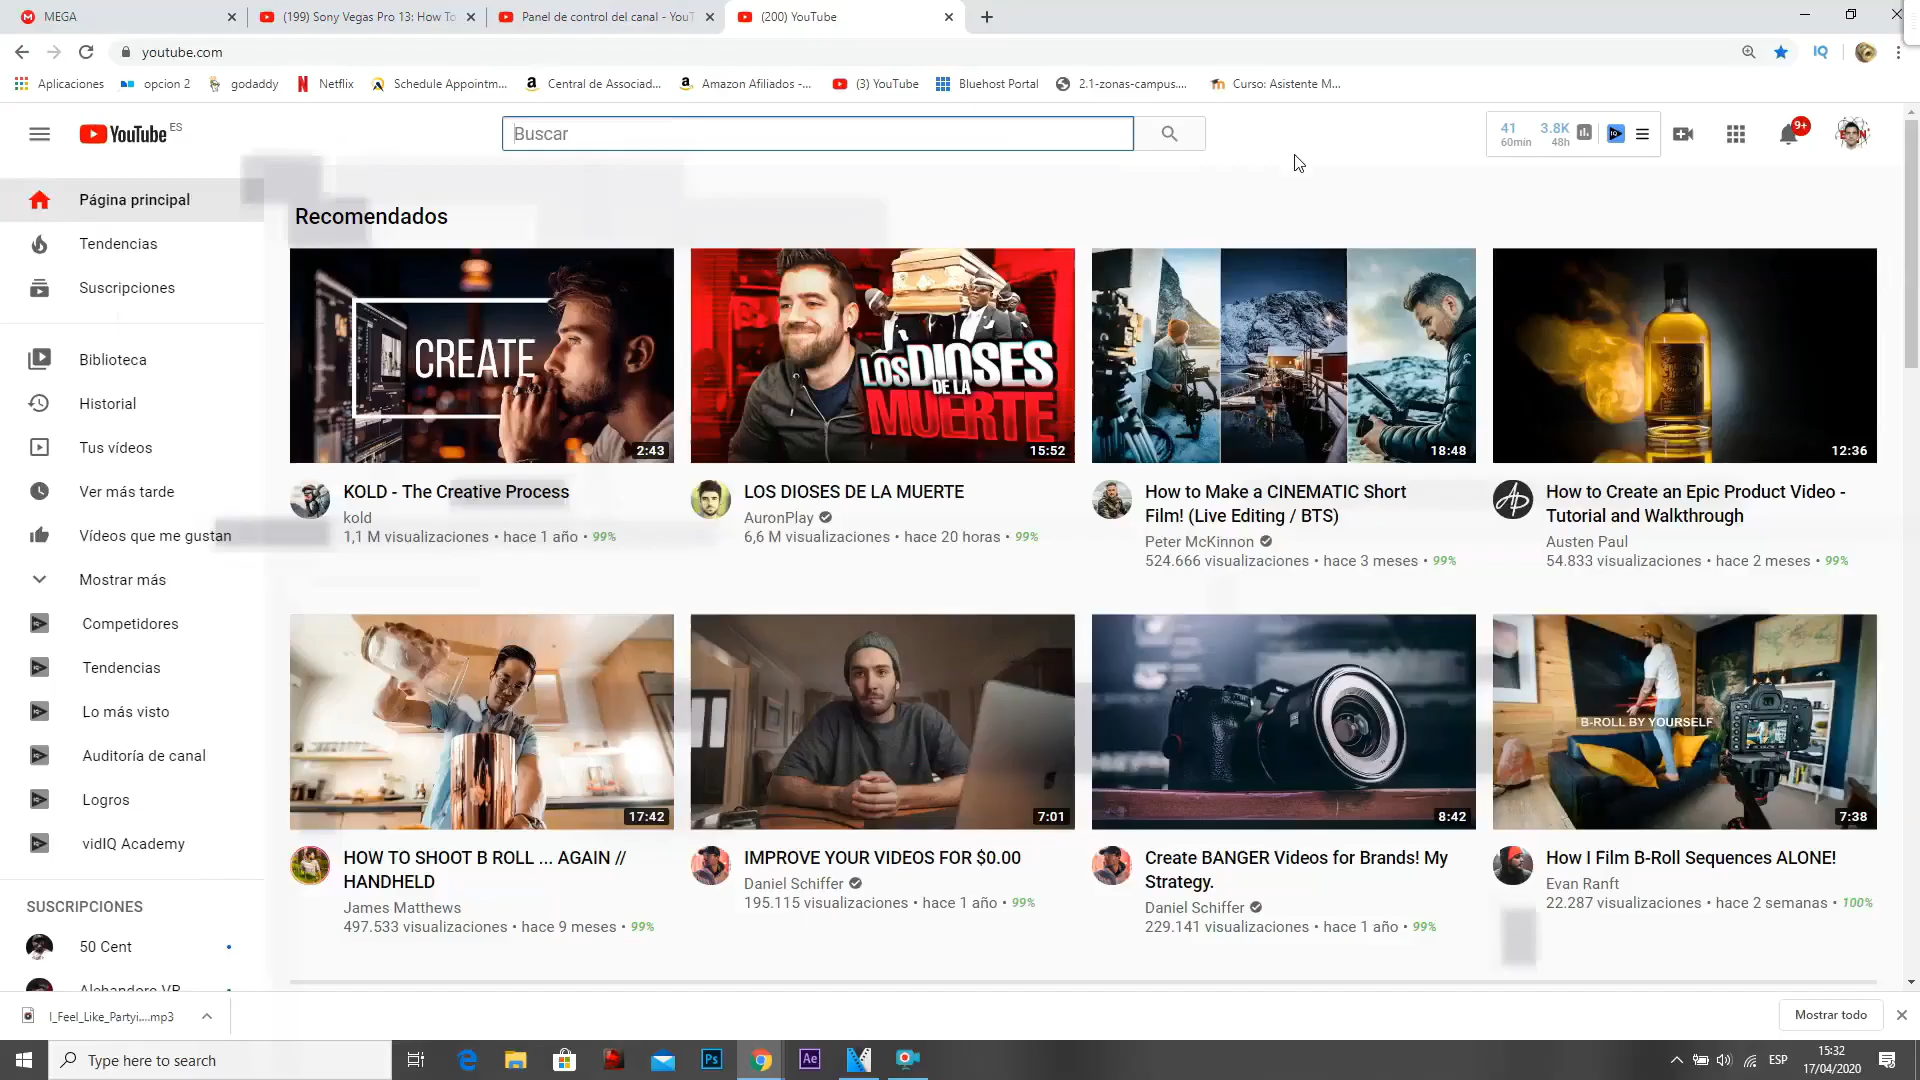 MEGA
(199) Sony Vegas Pro 13: How To
Panel de control del canal - YouT
(200) YouTube
youtube.com
IQ
Aplicaciones
opcion 2
godaddy
Netflix
Schedule Appointm...
Central de Associad...
Amazon Afiliados -...
(3) YouTube
Bluehost Portal
2.1-zonas-campus....
Curso: Asistente M...
YouTube ES
Buscar
41
60min
3.8K
48h
9+
Página principal
Tendencias
Suscripciones
Biblioteca
Historial
Tus vídeos
Ver más tarde
Vídeos que me gustan
Mostrar más
Competidores
Tendencias
Lo más visto
Auditoría de canal
Logros
vidIQ Academy
SUSCRIPCIONES
50 Cent
Recomendados
CREATE
2:43
KOLD - The Creative Process
kold
1,1 M visualizaciones • hace 1 año • 99%
LOS DIOSES
DE LA
MUERTE
15:52
LOS DIOSES DE LA MUERTE
AuronPlay
6,6 M visualizaciones • hace 20 horas • 99%
18:48
How to Make a CINEMATIC Short
Film! (Live Editing / BTS)
Peter McKinnon
524.666 visualizaciones • hace 3 meses • 99%
12:36
How to Create an Epic Product Video -
Tutorial and Walkthrough
Austen Paul
54.833 visualizaciones • hace 2 meses • 99%
17:42
HOW TO SHOOT B ROLL ... AGAIN //
HANDHELD
James Matthews
497.533 visualizaciones • hace 9 meses • 99%
7:01
IMPROVE YOUR VIDEOS FOR $0.00
Daniel Schiffer
195.115 visualizaciones • hace 1 año • 99%
8:42
Create BANGER Videos for Brands! My
Strategy.
Daniel Schiffer
229.141 visualizaciones • hace 1 año • 99%
B-ROLL BY YOURSELF
7:38
How I Film B-Roll Sequences ALONE!
Evan Ranft
22.287 visualizaciones • hace 2 semanas • 100%
I_Feel_Like_Partyi....mp3
Mostrar todo
Type here to search
Ps
Ae
ESP
15:32
17/04/2020